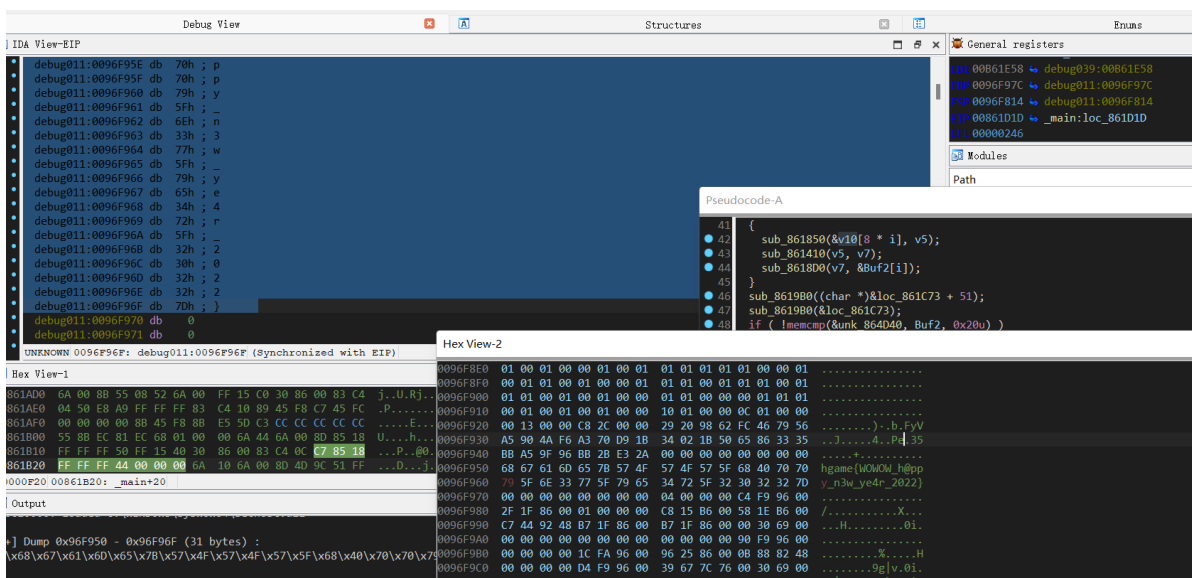 Debug View
Structures
Enums
IDA View-EIP
General registers
debug011:0096F95E db 70h ; p
debug011:0096F95F db 70h ; p
debug011:0096F960 db 79h ; y
debug011:0096F961 db 5Fh ; _
debug011:0096F962 db 6Eh ; n
debug011:0096F963 db 33h ; 3
debug011:0096F964 db 77h ; w
debug011:0096F965 db 5Fh ; _
debug011:0096F966 db 79h ; y
debug011:0096F967 db 65h ; e
debug011:0096F968 db 34h ; 4
debug011:0096F969 db 72h ; r
debug011:0096F96A db 5Fh ; _
debug011:0096F96B db 32h ; 2
debug011:0096F96C db 30h ; 0
debug011:0096F96D db 32h ; 2
debug011:0096F96E db 32h ; 2
debug011:0096F96F db 7Dh ; }
debug011:0096F970 db 0
debug011:0096F971 db 0
UNKNOWN 0096F96F: debug011:0096F96F (Synchronized with EIP)
00B61E58 debug039:00B61E58
0096F97C debug011:0096F97C
0096F814 debug011:0096F814
EIP 00861D1D _main:loc_861D1D
00000246
Modules
Path
Pseudocode-A
41 {
42 sub_861850(&v10[8 * i], v5);
43 sub_861410(v5, v7);
44 sub_8618D0(v7, &Buf2[i]);
45 }
46 sub_8619B0((char *)&loc_861C73 + 51);
47 sub_8619B0(&loc_861C73);
48 if ( !memcmp(&unk_864D40, Buf2, 0x20u) )
Hex View-1
861AD0 6A 00 8B 55 08 52 6A 00 FF 15 C0 30 86 00 83 C4 j..U.Rj..
861AE0 04 50 E8 A9 FF FF FF 83 C4 10 89 45 F8 C7 45 FC .P.......
861AF0 00 00 00 00 8B 45 F8 8B E5 5D C3 CC CC CC CC CC .....E...
861B00 55 8B EC 81 EC 68 01 00 00 6A 44 6A 00 8D 85 18 U....h...
861B10 FF FF FF 50 FF 15 40 30 86 00 83 C4 0C C7 85 18 ...P..@0.
861B20 FF FF FF 44 00 00 00 6A 10 6A 00 8D 4D 9C 51 FF ...D...j.
0000F20 00861B20: _main+20
Output
+] Dump 0x96F950 - 0x96F96F (31 bytes) :
\x68\x67\x61\x6D\x65\x7B\x57\x4F\x57\x4F\x57\x5F\x68\x40\x70\x70\x79
Hex View-2
0096F8E0 01 00 01 00 00 01 00 01 01 01 01 01 01 00 00 01 ................
0096F8F0 00 01 01 00 01 00 00 01 01 00 01 01 01 01 00 01 ................
0096F900 01 01 00 01 01 00 01 00 01 01 00 00 00 01 01 01 ................
0096F910 00 01 00 01 00 01 01 00 10 01 00 00 0C 01 00 00 ................
0096F920 00 13 00 00 C8 2C 00 00 29 20 98 62 FC 46 79 56 ........).b.FyV
0096F930 A5 90 4A F6 A3 70 D9 1B 34 02 1B 50 65 86 33 35 ..J.....4..Pe.35
0096F940 BB A5 9F 96 BB 2B E3 2A 00 00 00 00 00 00 00 00 .....+..........
0096F950 68 67 61 6D 65 7B 57 4F 57 4F 57 5F 68 40 70 70 hgame{WOWOW_h@pp
0096F960 79 5F 6E 33 77 5F 79 65 34 72 5F 32 30 32 32 7D y_n3w_ye4r_2022}
0096F970 00 00 00 00 00 00 00 00 04 00 00 00 C4 F9 96 00 ................
0096F980 2F 1F 86 00 01 00 00 00 C8 15 B6 00 58 1E B6 00 /...........X...
0096F990 C7 44 92 48 B7 1F 86 00 B7 1F 86 00 00 30 69 00 ...H.........0i.
0096F9A0 00 00 00 00 00 00 00 00 00 00 00 00 90 F9 96 00 ................
0096F9B0 00 00 00 00 1C FA 96 00 96 25 86 00 0B 88 82 48 .........%.....H
0096F9C0 00 00 00 00 D4 F9 96 00 39 67 7C 76 00 30 69 00 ........9g|v.0i.